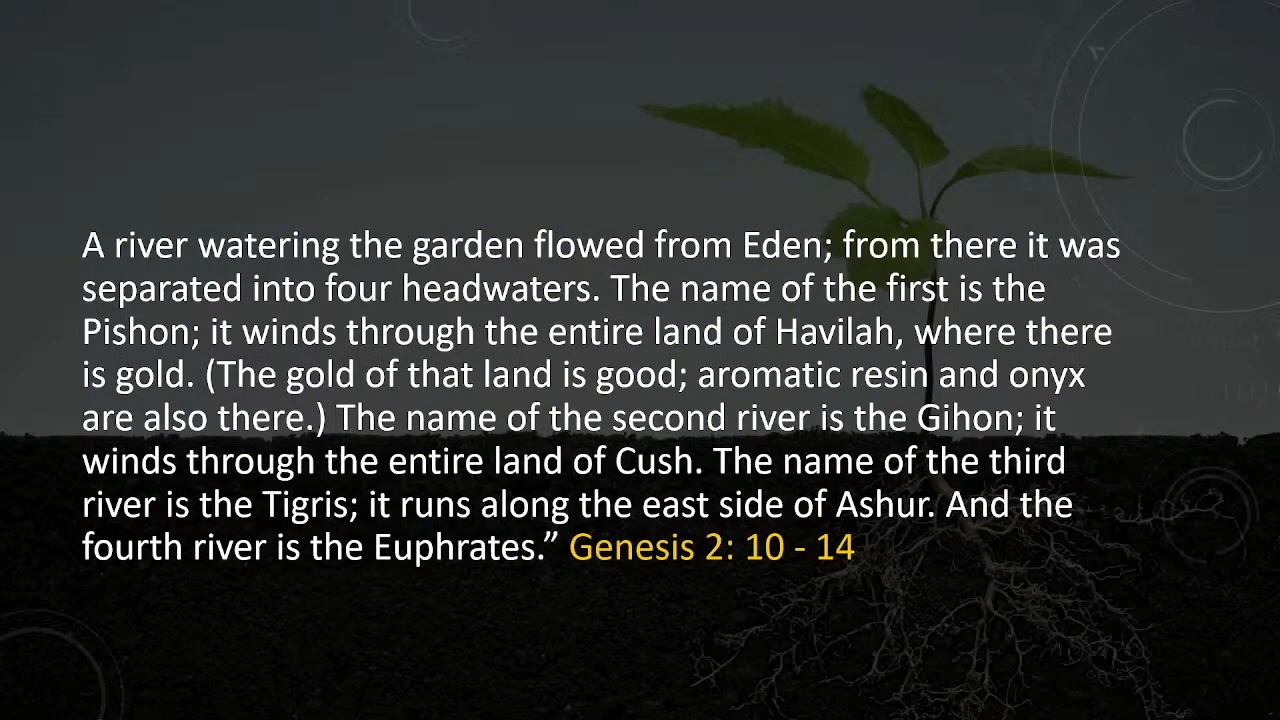 A river watering the garden flowed from Eden; from there it was
separated into four headwaters. The name of the first is the
Pishon; it winds through the entire land of Havilah, where there
is gold. (The gold of that land is good; aromatic resin and onyx
are also there.) The name of the second river is the Gihon; it
winds through the entire land of Cush. The name of the third
river is the Tigris; it runs along the east side of Ashur. And the
fourth river is the Euphrates.” Genesis 2: 10 - 14